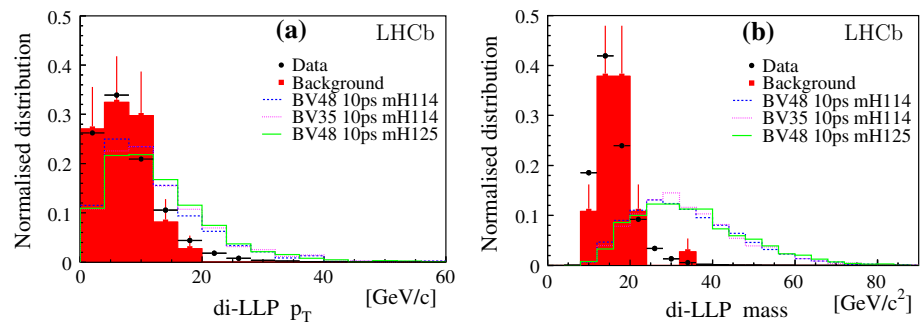 0.5
0.4
0.3
0.2
0.1
0
Normalised distribution
(a)
LHCb
Data
Background
BV48 10ps mH114
BV35 10ps mH114
BV48 10ps mH125
0 20 40 60
di-LLP p_T
[GeV/c]
0.5
0.4
0.3
0.2
0.1
0
Normalised distribution
(b)
LHCb
Data
Background
BV48 10ps mH114
BV35 10ps mH114
BV48 10ps mH125
0 20 40 60 80
di-LLP mass
[GeV/c²]